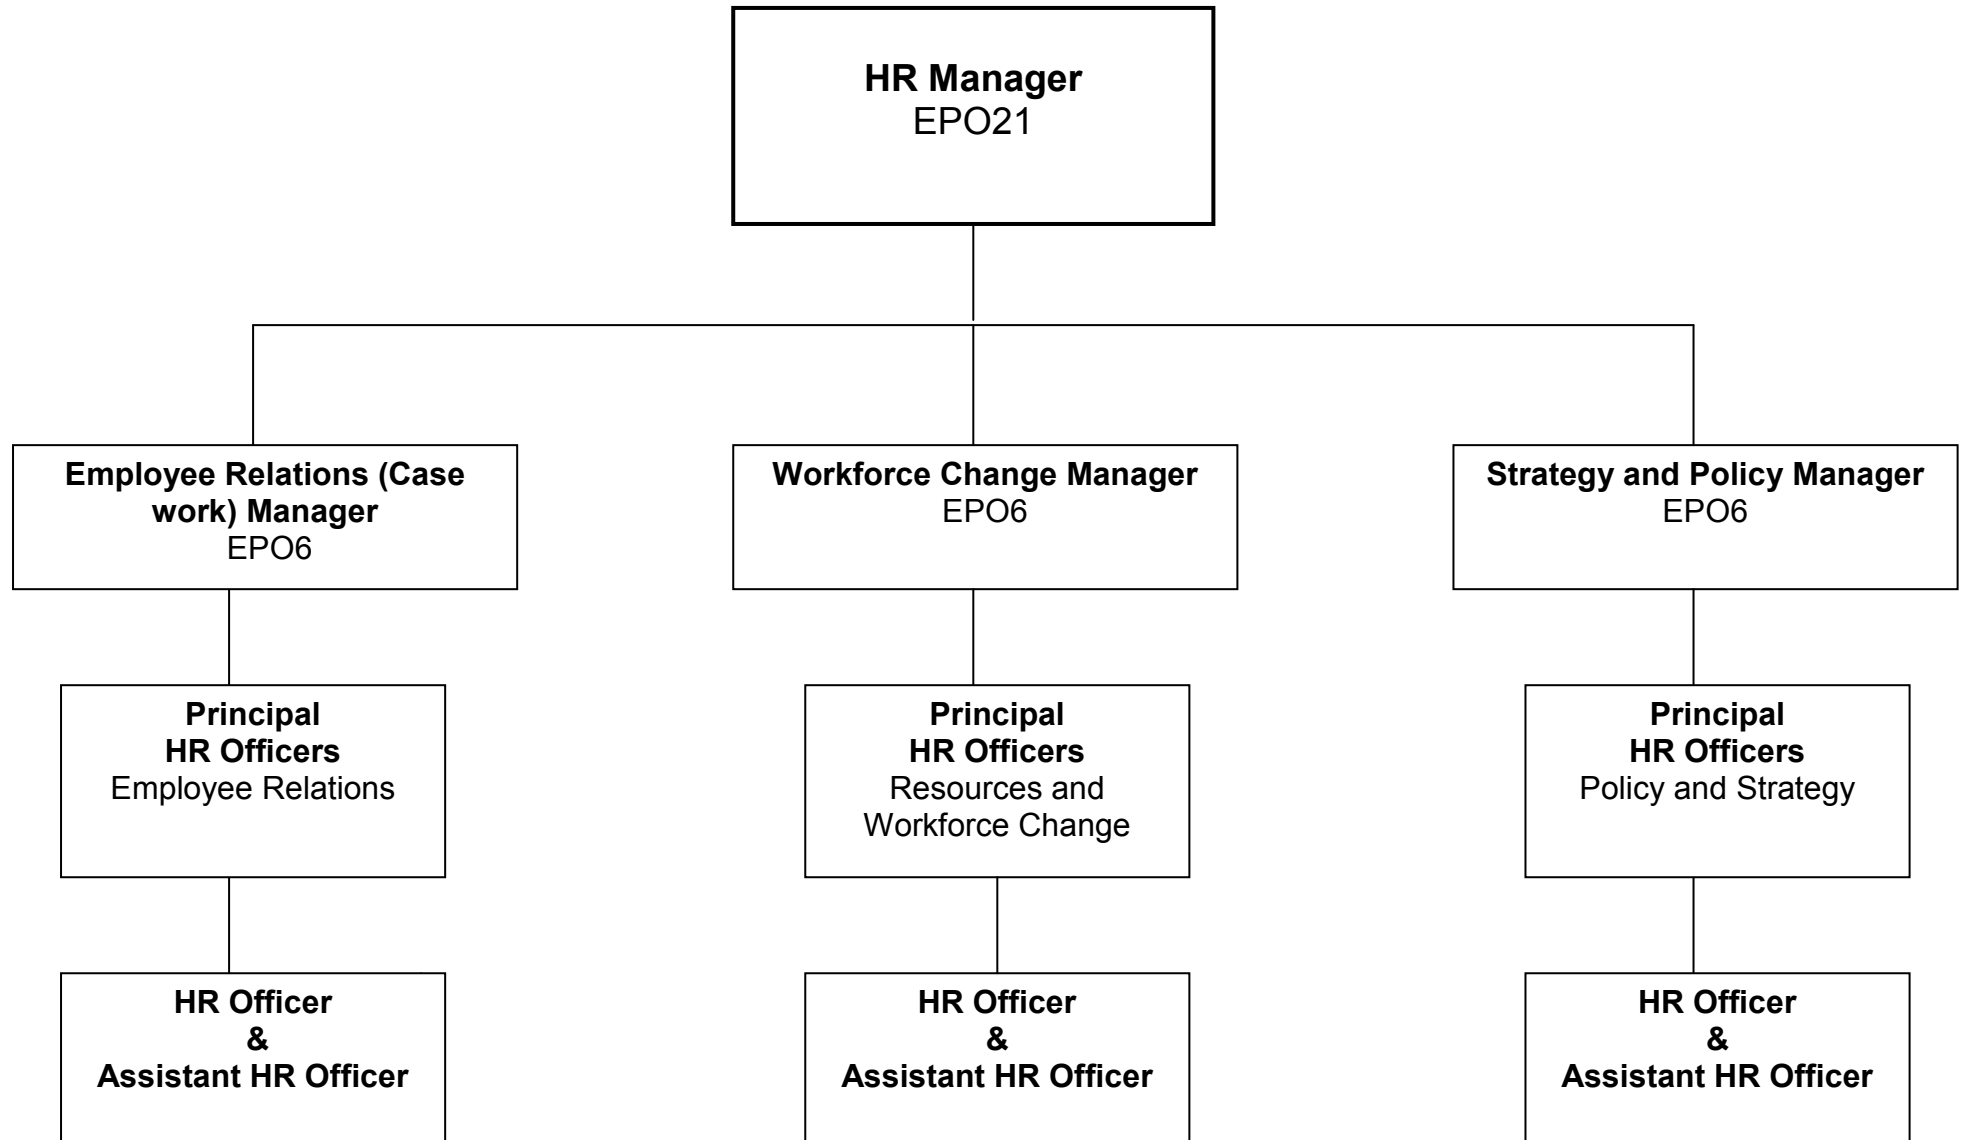 HR Manager
EPO21
Employee Relations (Case
work) Manager
EPO6
Workforce Change Manager
EPO6
Strategy and Policy Manager
EPO6
Principal
HR Officers
Employee Relations
Principal
HR Officers
Resources and
Workforce Change
Principal
HR Officers
Policy and Strategy
HR Officer
&
Assistant HR Officer
HR Officer
&
Assistant HR Officer
HR Officer
&
Assistant HR Officer